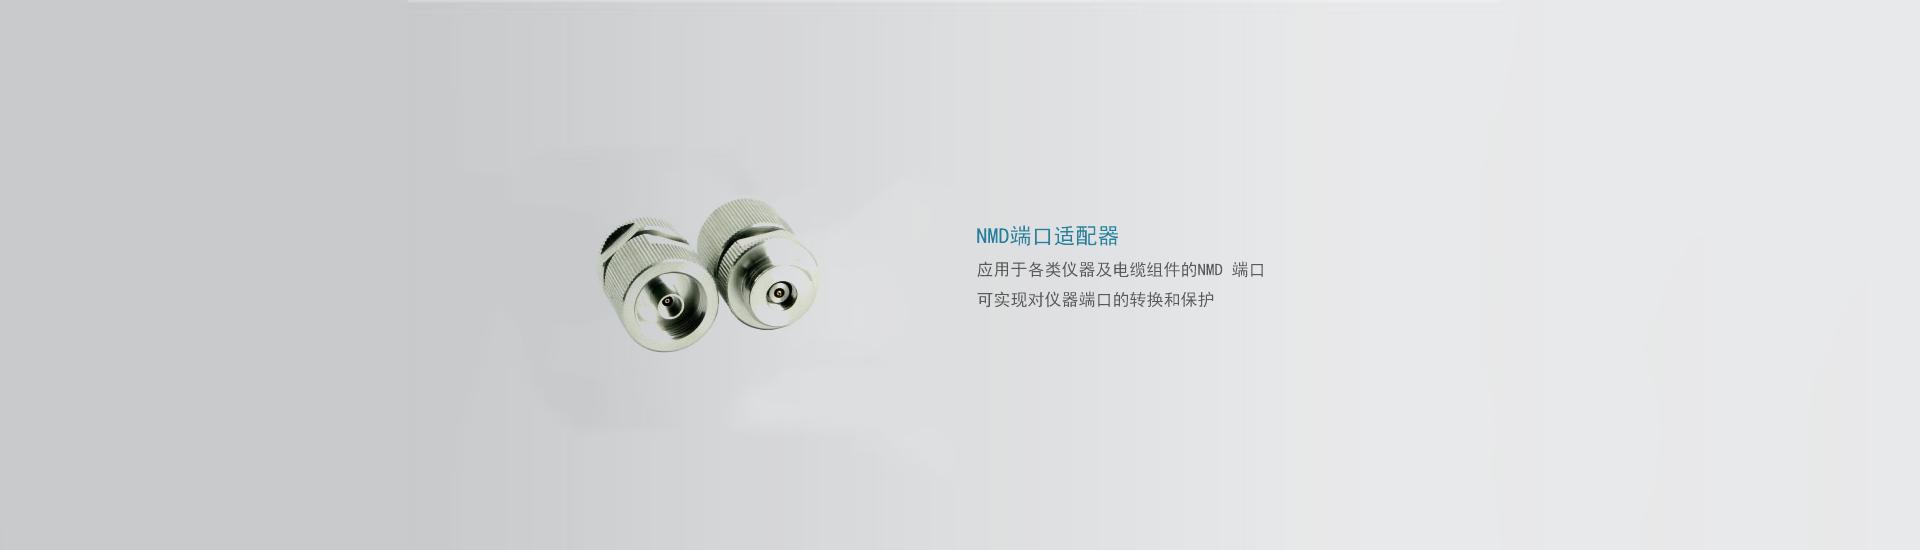 NMD端口适配器
应用于各类仪器及电缆组件的NMD 端口
可实现对仪器端口的转换和保护